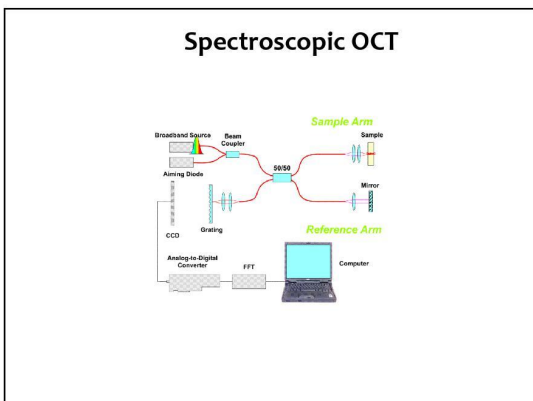 Spectroscopic OCT
Sample Arm
Broadband Source
Beam
Coupler
Sample
Aiming Diode
50/50
Mirror
Grating
CCD
Reference Arm
Analog-to-Digital
Converter
FFT
Computer